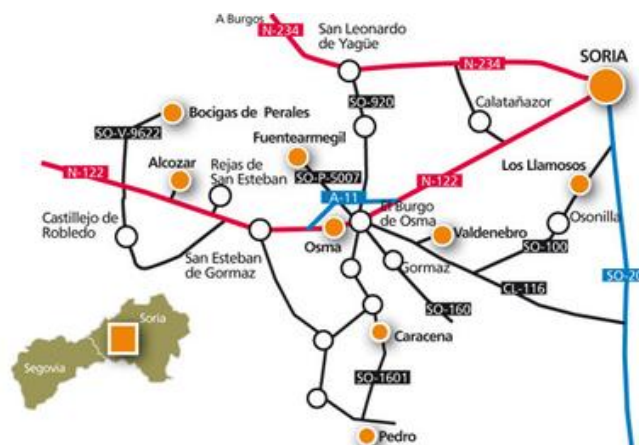 A Burgos
N-234
San Leonardo
de Yagüe
SORIA
N-234
SO-920
Calatañazor
Bocigas de Perales
SO-V-9622
Fuentearmegil
Alcozar
Rejas de
San Esteban
SO-P-5007
Los Llamosos
N-122
N-122
A-11
El Burgo
de Osma
Castillejo de
Robledo
Osma
Valdenebro
Osonilla
San Esteban
de Gormaz
Gormaz
SO-100
SO-20
CL-116
SO-160
Soria
Caracena
Segovia
SO-1601
Pedro